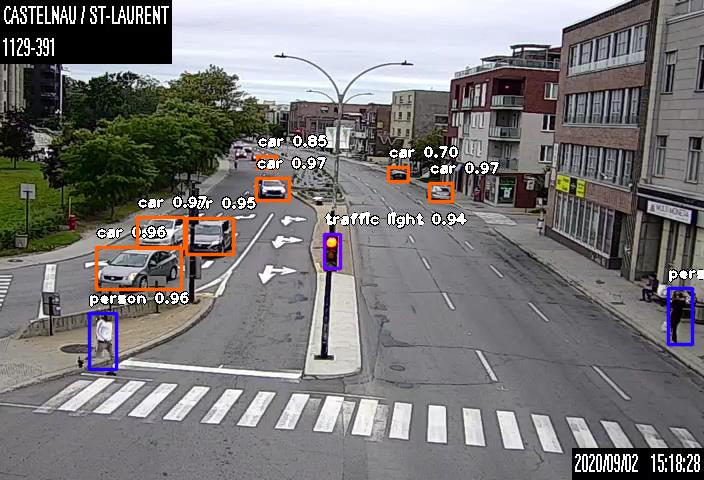 CASTELNAU / ST-LAURENT
1129-391
car 0.85
car 0.97
car 0.70
car 0.97
car 0.97
car 0.95
traffic light 0.94
car 0.96
person 0.96
pers
2020/09/02 15:18:28